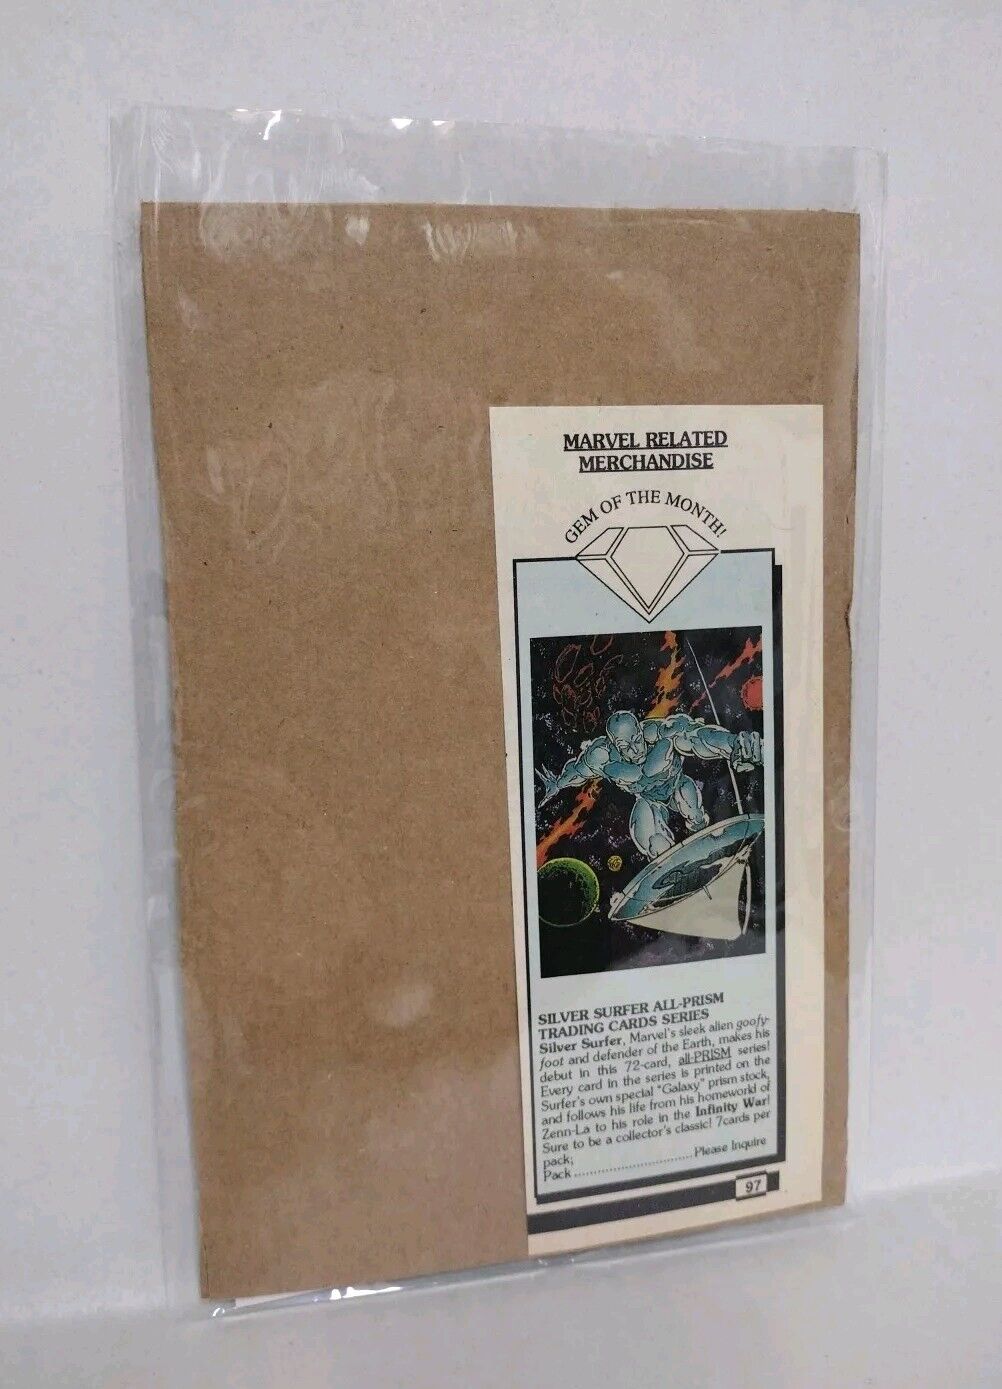 MARVEL RELATED
MERCHANDISE
GEM OF THE MONTH!
SILVER SURFER ALL-PRISM
TRADING CARDS SERIES
Silver Surfer, Marvel's sleek alien goofy-
foot and defender of the Earth, makes his
debut in this 72-card, all-PRISM series!
Every card in the series is printed on the
Surfer's own special "Galaxy" prism stock,
and follows his life from his homeworld of
Zenn-La to his role in the Infinity War!
Sure to be a collector's classic! 7cards per
pack;
Pack..............................Please Inquire
97